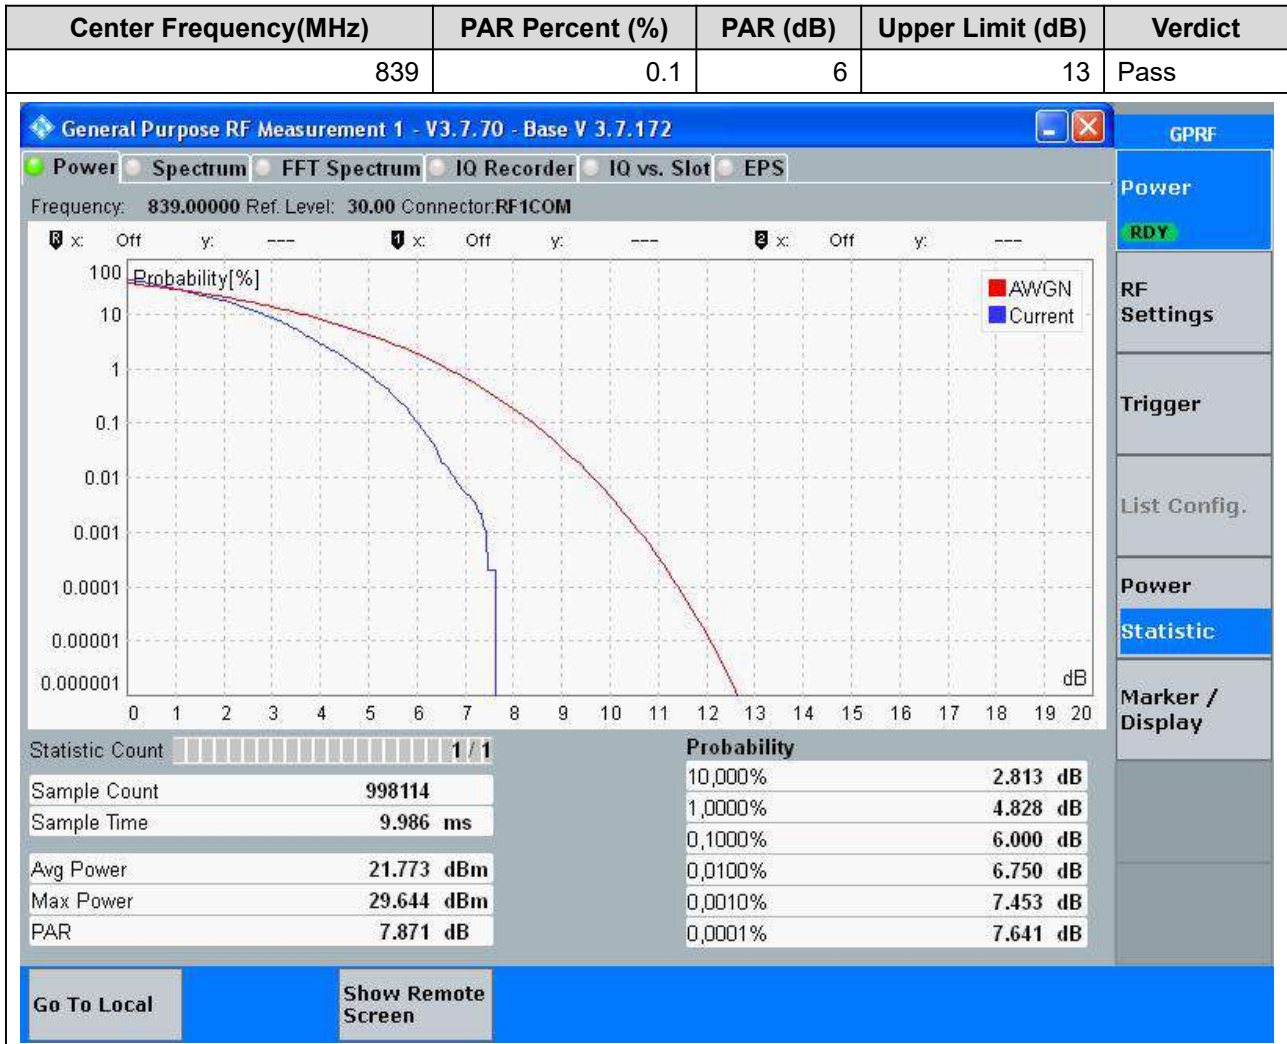 Center Frequency(MHz) PAR Percent (%) PAR (dB) Upper Limit (dB) Verdict
839 0.1 6 13 Pass
General Purpose RF Measurement 1 - V3.7.70 - Base V 3.7.172
GPRF
Power Spectrum FFT Spectrum IQ Recorder IQ vs. Slot EPS
Power
RDY
Frequency: 839.00000 Ref. Level: 30.00 Connector:RF1COM
R x: Off y: --- 1 x: Off y: --- 2 x: Off y: ---
Probability[%]
AWGN
Current
100
10
1
0.1
0.01
0.001
0.0001
0.00001
0.000001
dB
0 1 2 3 4 5 6 7 8 9 10 11 12 13 14 15 16 17 18 19 20
RF
Settings
Trigger
List Config.
Power
Statistic
Marker /
Display
Statistic Count 1 / 1
Sample Count 998114
Sample Time 9.986 ms
Avg Power 21.773 dBm
Max Power 29.644 dBm
PAR 7.871 dB
Probability
10,000% 2.813 dB
1,0000% 4.828 dB
0,1000% 6.000 dB
0,0100% 6.750 dB
0,0010% 7.453 dB
0,0001% 7.641 dB
Go To Local
Show Remote
Screen